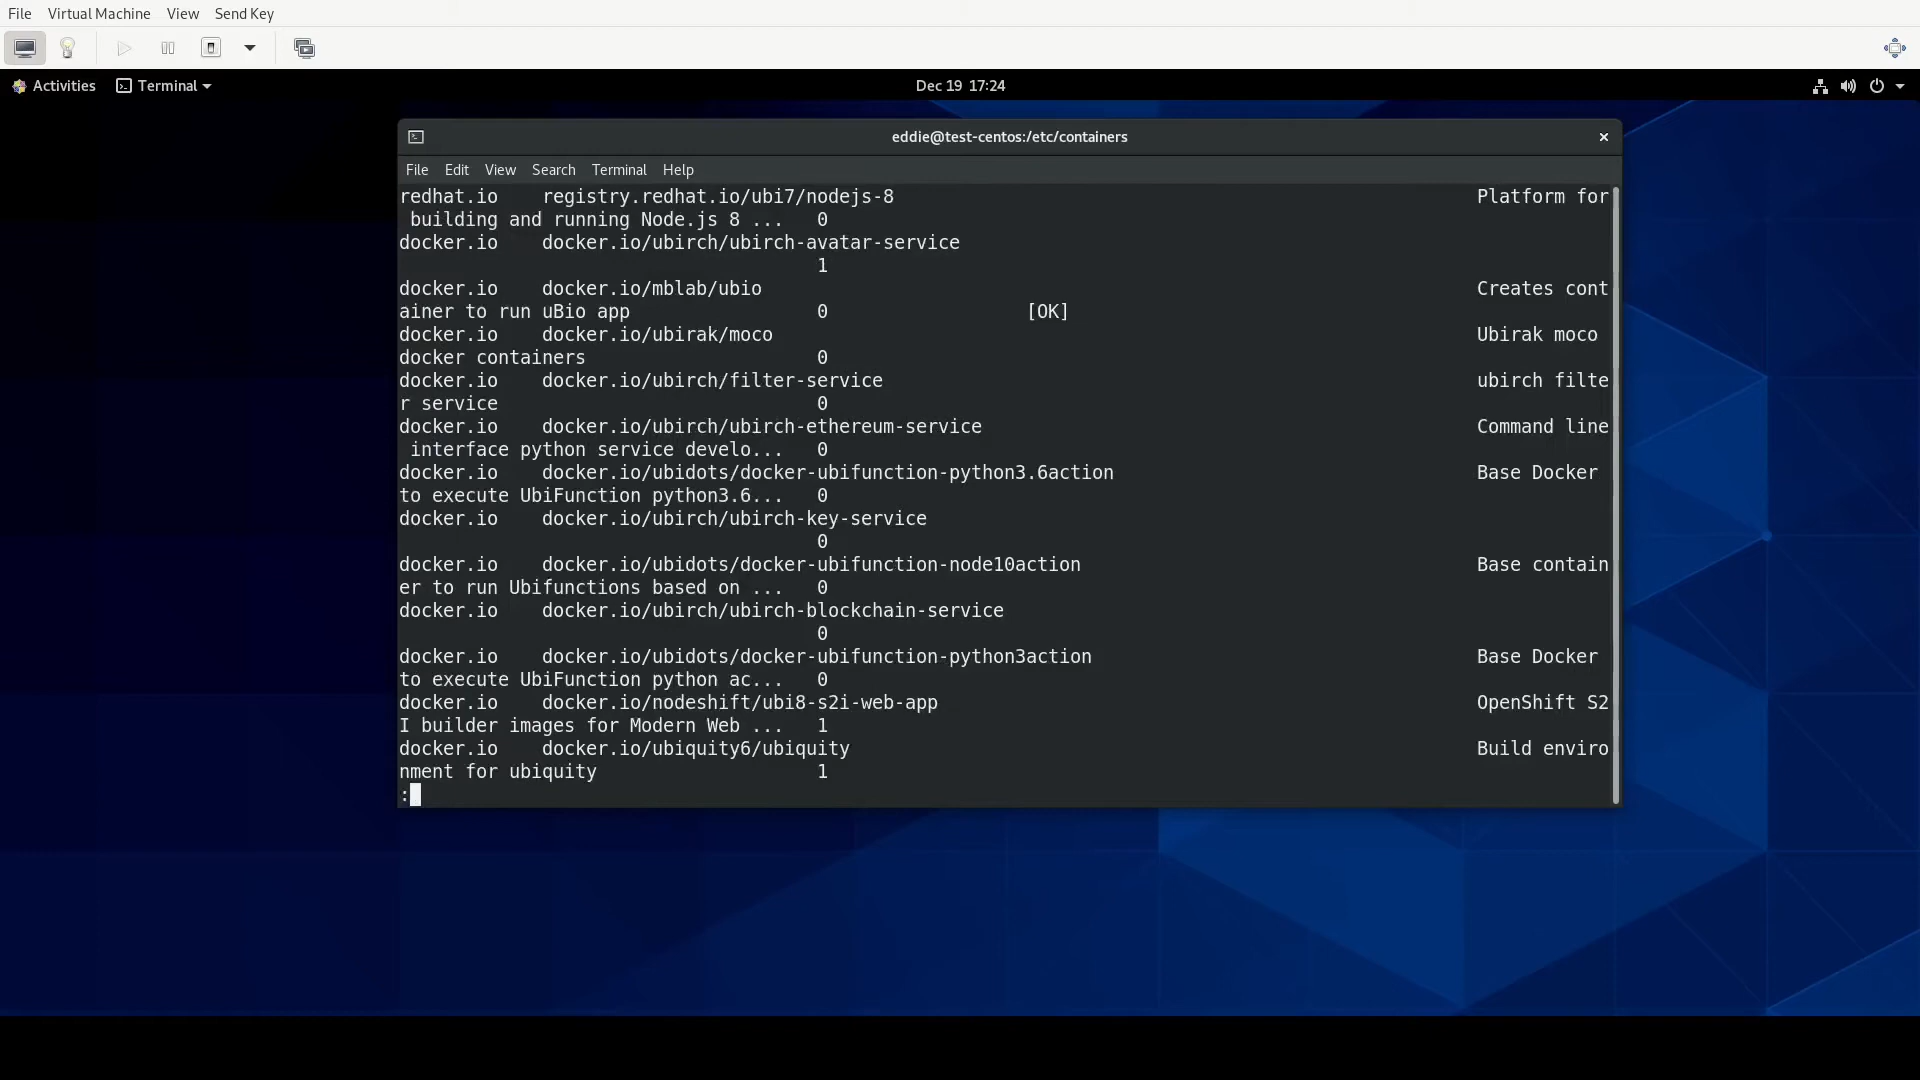 File Virtual Machine View Send Key
Activities Terminal Dec 19 17:24
eddie@test-centos:/etc/containers
File Edit View Search Terminal Help
redhat.io registry.redhat.io/ubi7/nodejs-8 Platform for
building and running Node.js 8 ... 0
docker.io docker.io/ubirch/ubirch-avatar-service
1
docker.io docker.io/mblab/ubio Creates cont
ainer to run uBio app 0 [OK]
docker.io docker.io/ubirak/moco Ubirak moco
docker containers 0
docker.io docker.io/ubirch/filter-service ubirch filte
r service 0
docker.io docker.io/ubirch/ubirch-ethereum-service Command line
interface python service develo... 0
docker.io docker.io/ubidots/docker-ubifunction-python3.6action Base Docker
to execute UbiFunction python3.6... 0
docker.io docker.io/ubirch/ubirch-key-service
0
docker.io docker.io/ubidots/docker-ubifunction-node10action Base contain
er to run Ubifunctions based on ... 0
docker.io docker.io/ubirch/ubirch-blockchain-service
0
docker.io docker.io/ubidots/docker-ubifunction-python3action Base Docker
to execute UbiFunction python ac... 0
docker.io docker.io/nodeshift/ubi8-s2i-web-app OpenShift S2
I builder images for Modern Web ... 1
docker.io docker.io/ubiquity6/ubiquity Build enviro
nment for ubiquity 1
: